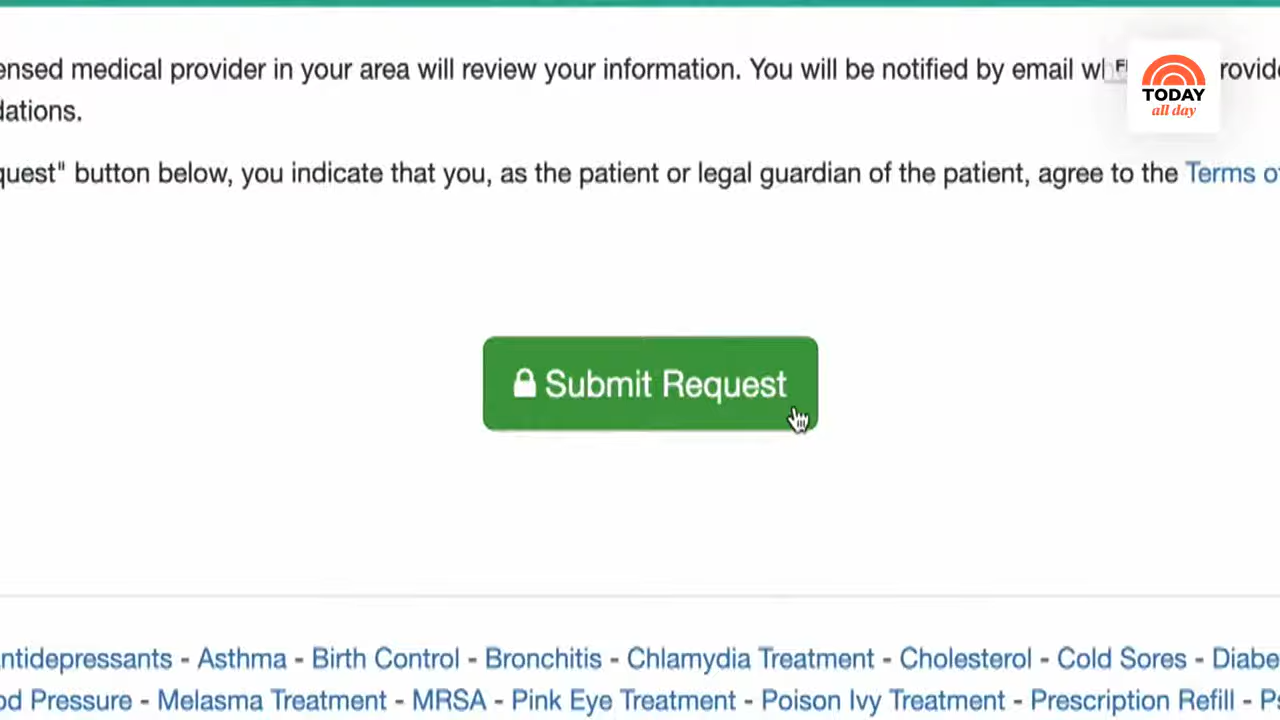 ensed medical provider in your area will review your information. You will be notified by email
TODAY
all day
dations.
quest" button below, you indicate that you, as the patient or legal guardian of the patient, agree to the Terms of
Submit Request
ntidepressants - Asthma - Birth Control - Bronchitis - Chlamydia Treatment - Cholesterol - Cold Sores - Diabe
od Pressure - Melasma Treatment - MRSA - Pink Eye Treatment - Poison Ivy Treatment - Prescription Refill - Ps